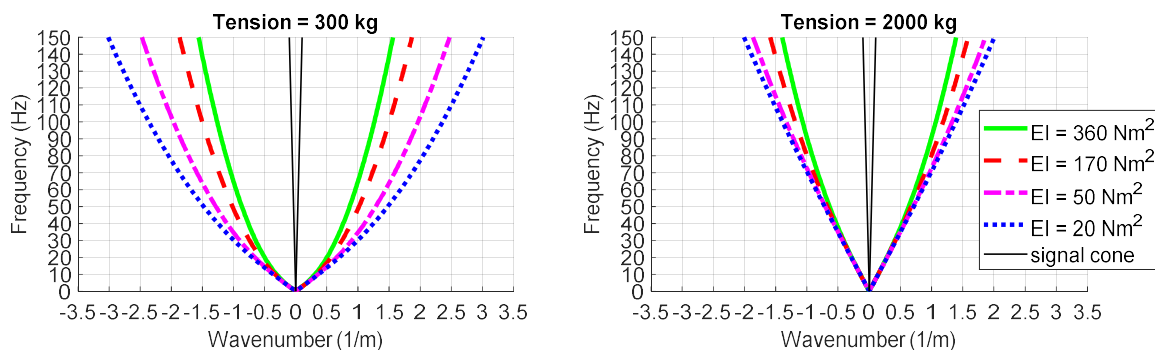 Tension = 300 kg
150
140
130
120
110
100
90
80
70
60
50
40
30
20
10
0
Frequency (Hz)
-3.5 -3 -2.5 -2 -1.5 -1 -0.5 0 0.5 1 1.5 2 2.5 3 3.5
Wavenumber (1/m)
Tension = 2000 kg
150
140
130
120
110
100
90
80
70
60
50
40
30
20
10
0
Frequency (Hz)
-3.5 -3 -2.5 -2 -1.5 -1 -0.5 0 0.5 1 1.5 2 2.5 3 3.5
Wavenumber (1/m)
EI = 360 Nm²
EI = 170 Nm²
EI = 50 Nm²
EI = 20 Nm²
signal cone